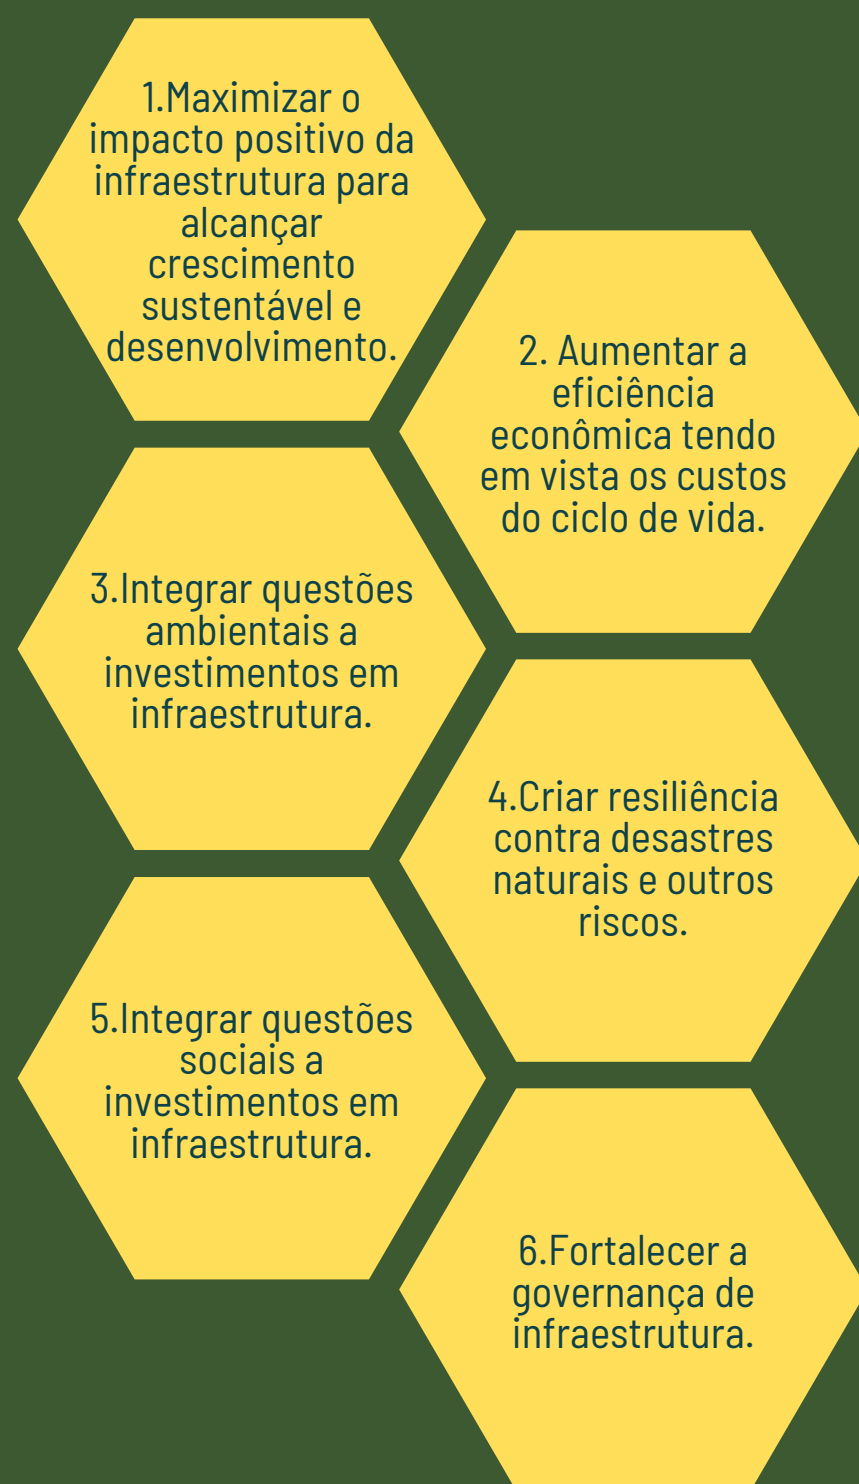 1.Maximizar o
impacto positivo da
infraestrutura para
alcançar
crescimento
sustentável e
desenvolvimento.
2. Aumentar a
eficiência
econômica tendo
em vista os custos
do ciclo de vida.
3.Integrar questões
ambientais a
investimentos em
infraestrutura.
4.Criar resiliência
contra desastres
naturais e outros
riscos.
5.Integrar questões
sociais a
investimentos em
infraestrutura.
6.Fortalecer a
governança de
infraestrutura.